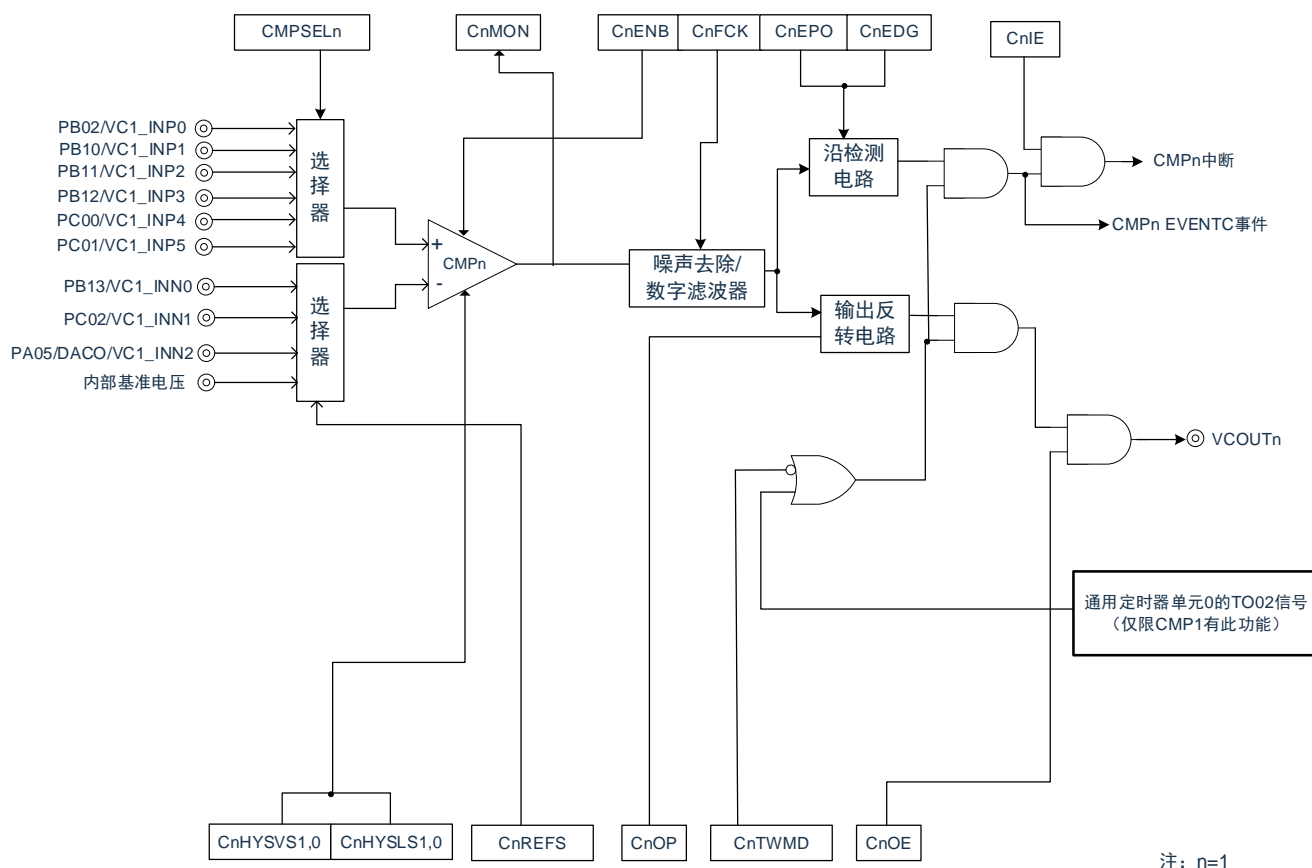 CMPSELn
CnMON
CnENB
CnFCK
CnEPO
CnEDG
CnIE
PB02/VC1_INP0
PB10/VC1_INP1
PB11/VC1_INP2
PB12/VC1_INP3
PC00/VC1_INP4
PC01/VC1_INP5
选
择
器
PB13/VC1_INN0
PC02/VC1_INN1
PA05/DACO/VC1_INN2
内部基准电压
选
择
器
+
CMPn
-
噪声去除/
数字滤波器
沿检测
电路
输出反
转电路
CMPn中断
CMPn EVENTC事件
VCOUTn
通用定时器单元0的TO02信号
（仅限CMP1有此功能）
CnHYSVS1,0
CnHYSLS1,0
CnREFS
CnOP
CnTWMD
CnOE
注：n=1